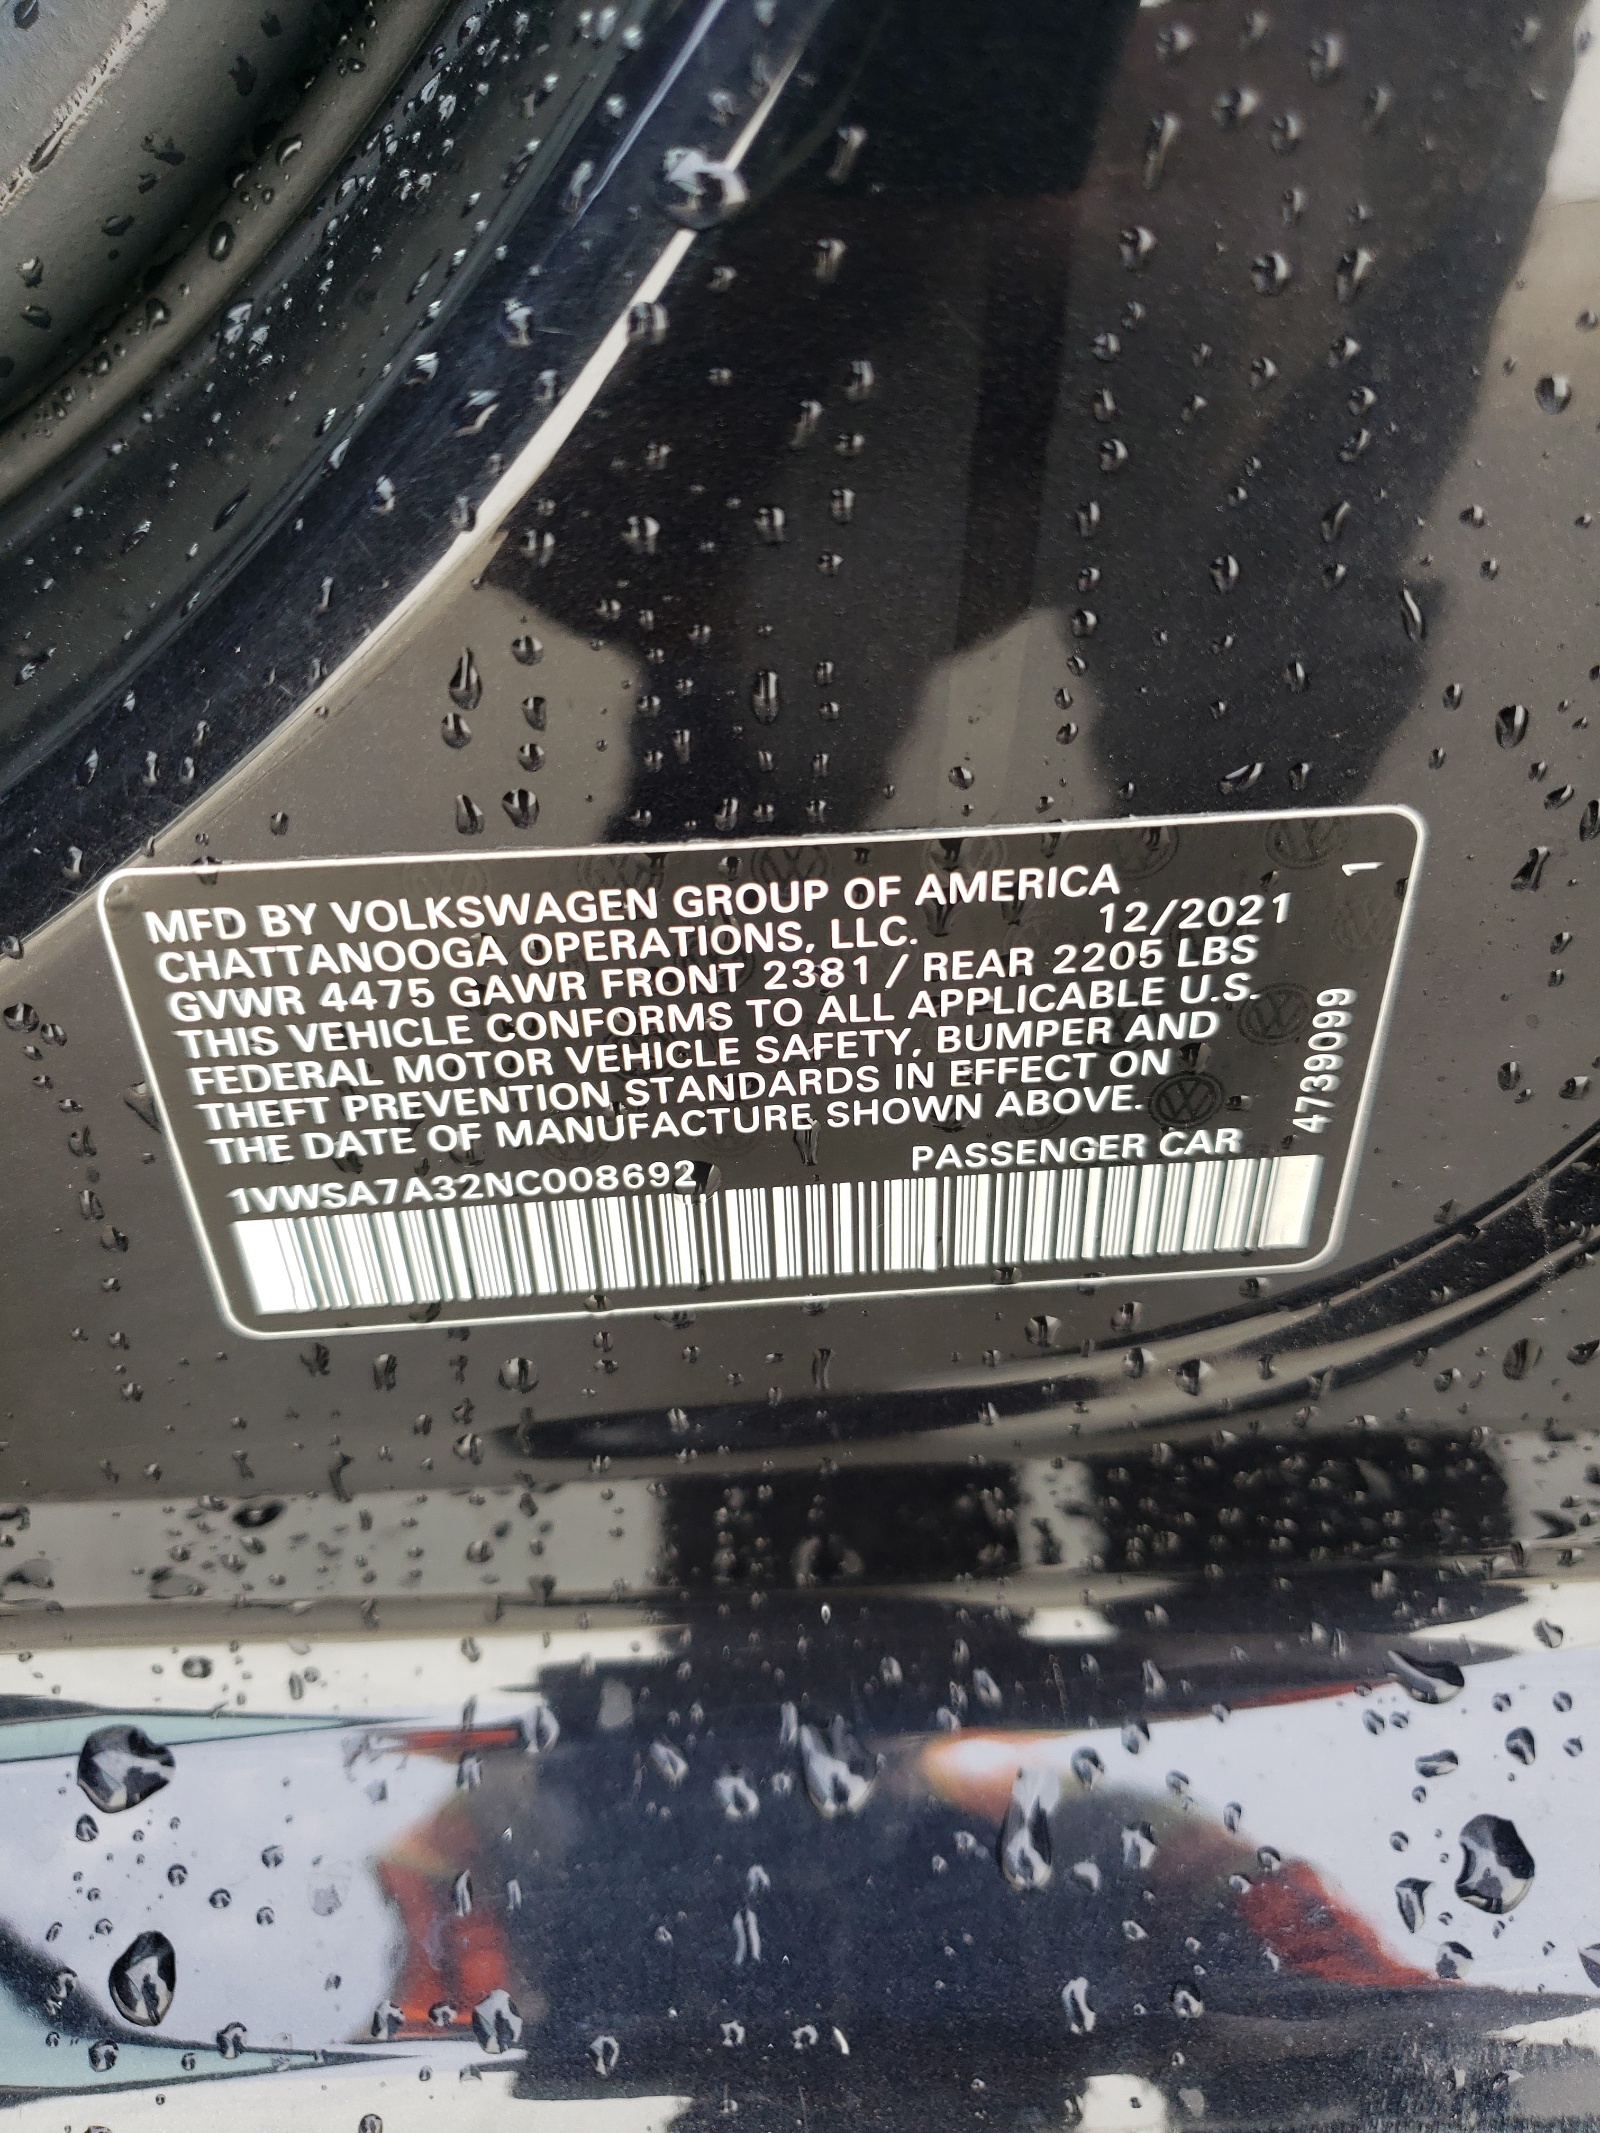 MFD BY VOLKSWAGEN GROUP OF AMERICA
CHATTANOOGA OPERATIONS, LLC. 12/2021
GVWR 4475 GAWR FRONT 2381 / REAR 2205 LBS
THIS VEHICLE CONFORMS TO ALL APPLICABLE U.S.
FEDERAL MOTOR VEHICLE SAFETY, BUMPER AND
THEFT PREVENTION STANDARDS IN EFFECT ON
THE DATE OF MANUFACTURE SHOWN ABOVE.
1VWSA7A32NC008692 PASSENGER CAR
4739099 1